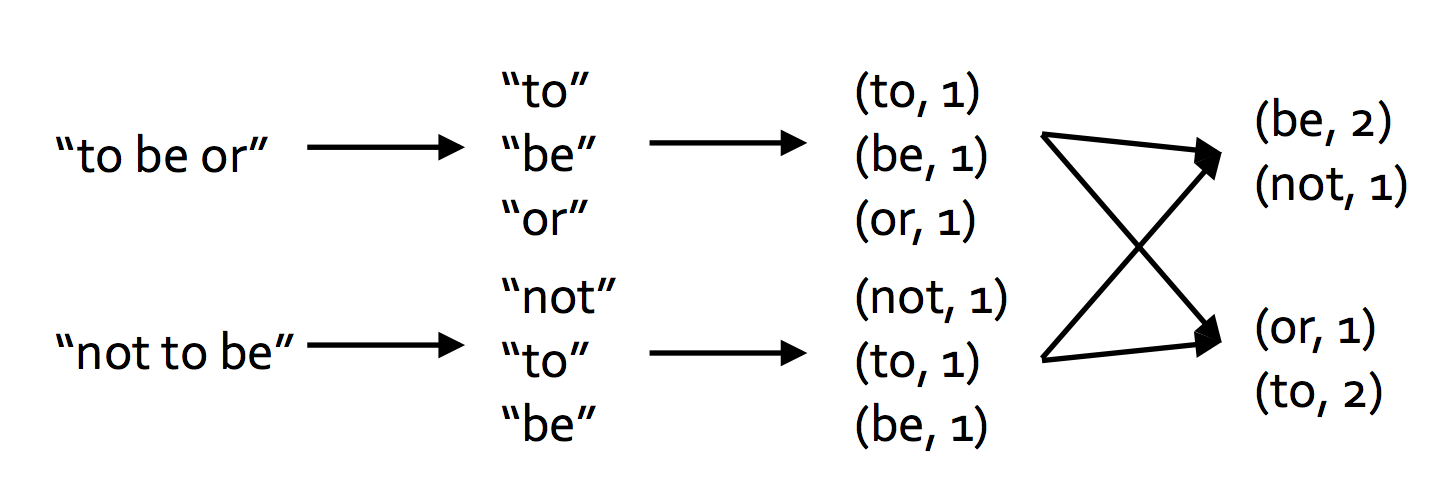 “to be or”
“not to be”
“to”
“be”
“or”
“not”
“to”
“be”
(to, 1)
(be, 1)
(or, 1)
(not, 1)
(to, 1)
(be, 1)
(be, 2)
(not, 1)
(or, 1)
(to, 2)